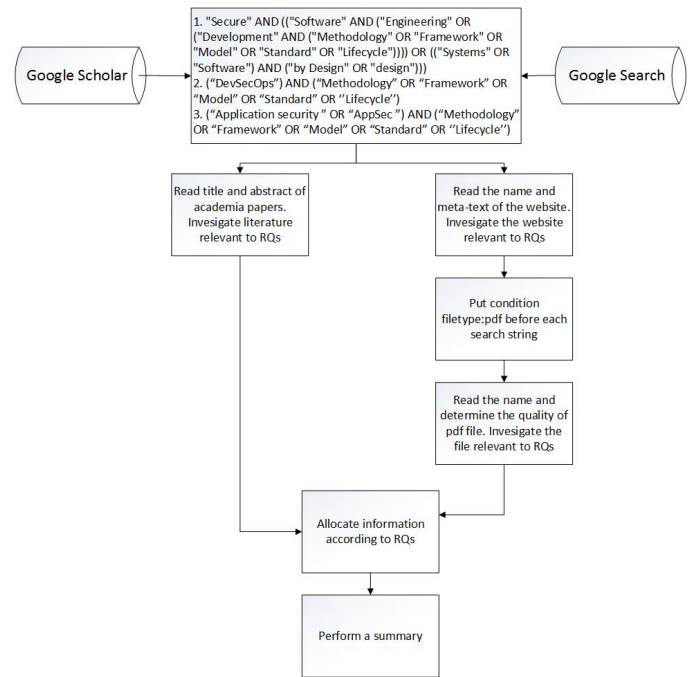 1. "Secure" AND (("Software" AND ("Engineering" OR
("Development" AND ("Methodology" OR "Framework" OR
"Model" OR "Standard" OR "Lifecycle")))) OR (("Systems" OR
"Software") AND ("by Design" OR "design")))
2. (“DevSecOps”) AND (“Methodology” OR “Framework” OR
“Model” OR “Standard” OR ‘’Lifecycle’’)
3. (“Application security ” OR “AppSec ”) AND (“Methodology”
OR “Framework” OR “Model” OR “Standard” OR ‘’Lifecycle’’)
Google Scholar
Google Search
Read title and abstract of
academia papers.
Invesigate literature
relevant to RQs
Read the name and
meta-text of the website.
Invesigate the website
relevant to RQs
Put condition
filetype:pdf before each
search string
Read the name and
determine the quality of
pdf file. Invesigate the
file relevant to RQs
Allocate information
according to RQs
Perform a summary